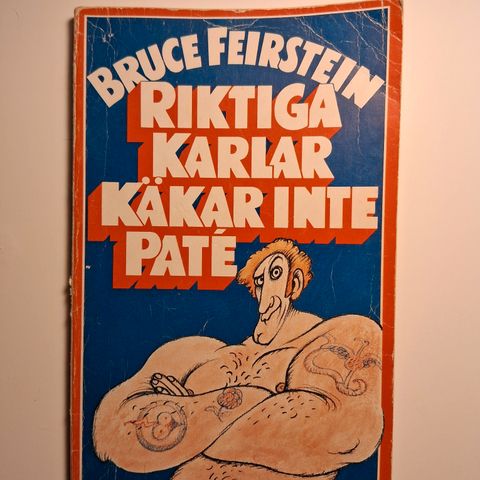 BRUCE FEIRSTEIN
RIKTIGA
KARLAR
KÄKAR INTE
PATÉ